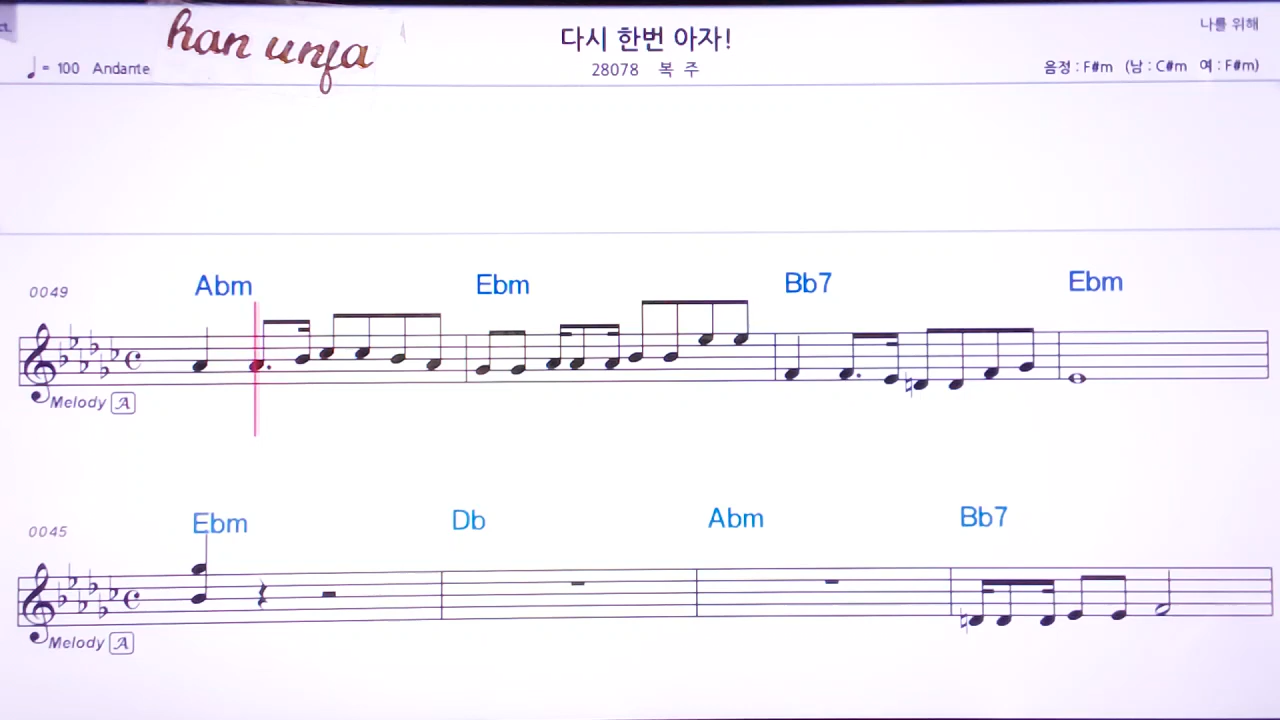 han unja
다시 한번 아자!
나를 위해
♩= 100 Andante
28078 복 주
음정 : F#m (남 : C#m 여 : F#m)
Abm Ebm Bb7 Ebm
0049
Melody A
Ebm Db Abm Bb7
0045
Melody A